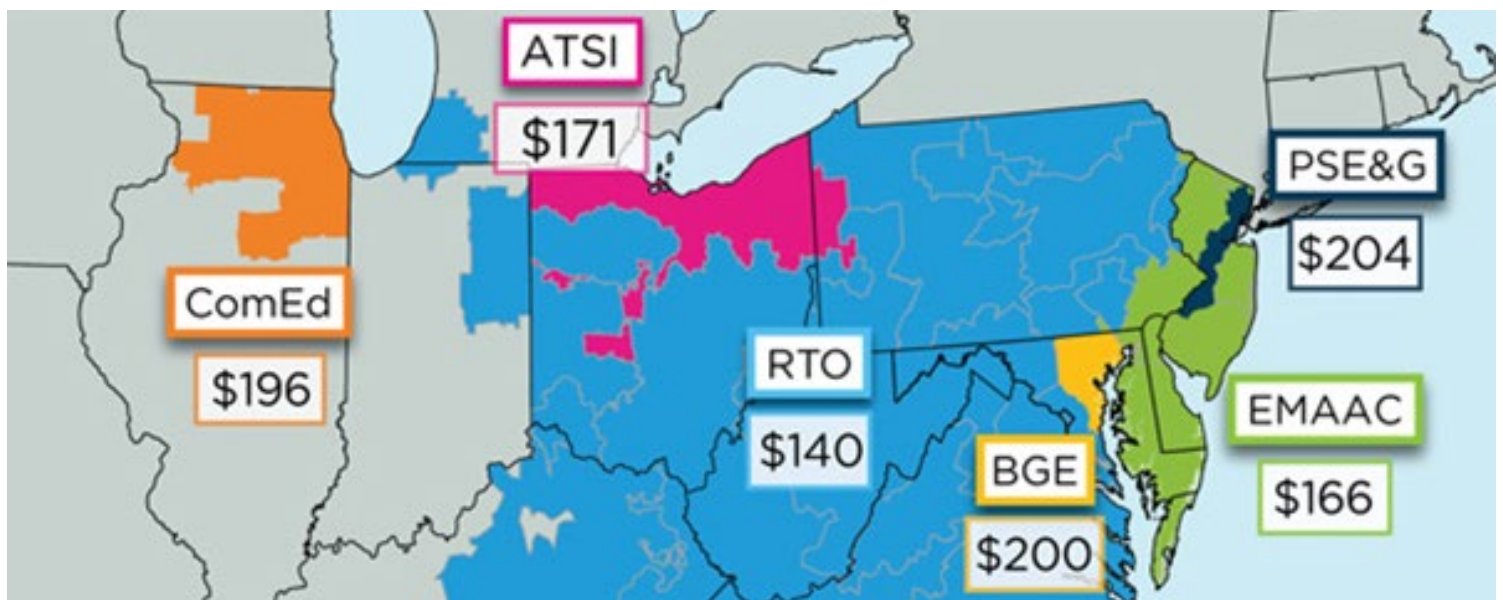 ATSI
$171
PSE&G
$204
ComEd
$196
RTO
$140
EMAAC
$166
BGE
$200